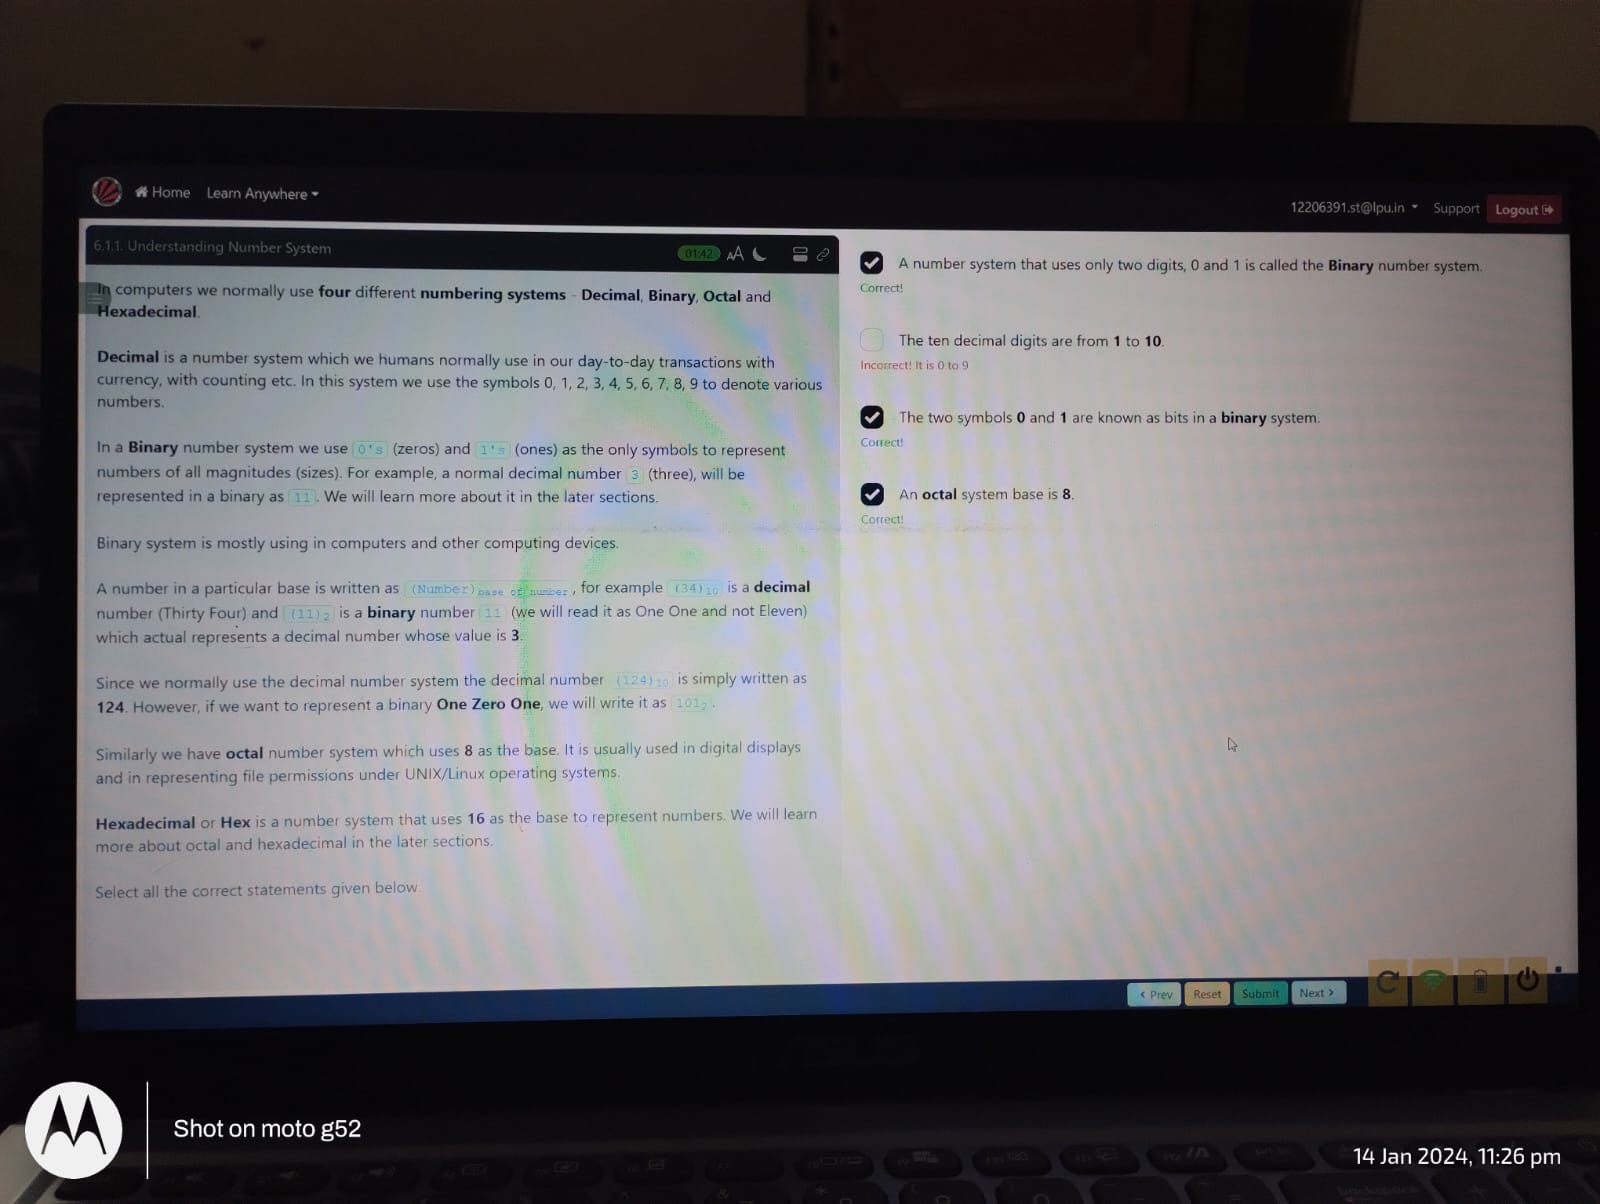 Home Learn Anywhere
12206391.st@lpu.in Support Logout
6.1.1. Understanding Number System
01:42 AA
In computers we normally use four different numbering systems - Decimal, Binary, Octal and
Hexadecimal.
Decimal is a number system which we humans normally use in our day-to-day transactions with
currency, with counting etc. In this system we use the symbols 0, 1, 2, 3, 4, 5, 6, 7, 8, 9 to denote various
numbers.
In a Binary number system we use 0's (zeros) and 1's (ones) as the only symbols to represent
numbers of all magnitudes (sizes). For example, a normal decimal number 3 (three), will be
represented in a binary as 11. We will learn more about it in the later sections.
Binary system is mostly using in computers and other computing devices.
A number in a particular base is written as (Number)base of number, for example (34)10 is a decimal
number (Thirty Four) and (11)2 is a binary number 11 (we will read it as One One and not Eleven)
which actual represents a decimal number whose value is 3.
Since we normally use the decimal number system the decimal number (124)10 is simply written as
124. However, if we want to represent a binary One Zero One, we will write it as 1012.
Similarly we have octal number system which uses 8 as the base. It is usually used in digital displays
and in representing file permissions under UNIX/Linux operating systems.
Hexadecimal or Hex is a number system that uses 16 as the base to represent numbers. We will learn
more about octal and hexadecimal in the later sections.
Select all the correct statements given below.
A number system that uses only two digits, 0 and 1 is called the Binary number system.
Correct!
The ten decimal digits are from 1 to 10.
Incorrect! It is 0 to 9
The two symbols 0 and 1 are known as bits in a binary system.
Correct!
An octal system base is 8.
Correct!
< Prev Reset Submit Next >
Shot on moto g52
14 Jan 2024, 11:26 pm